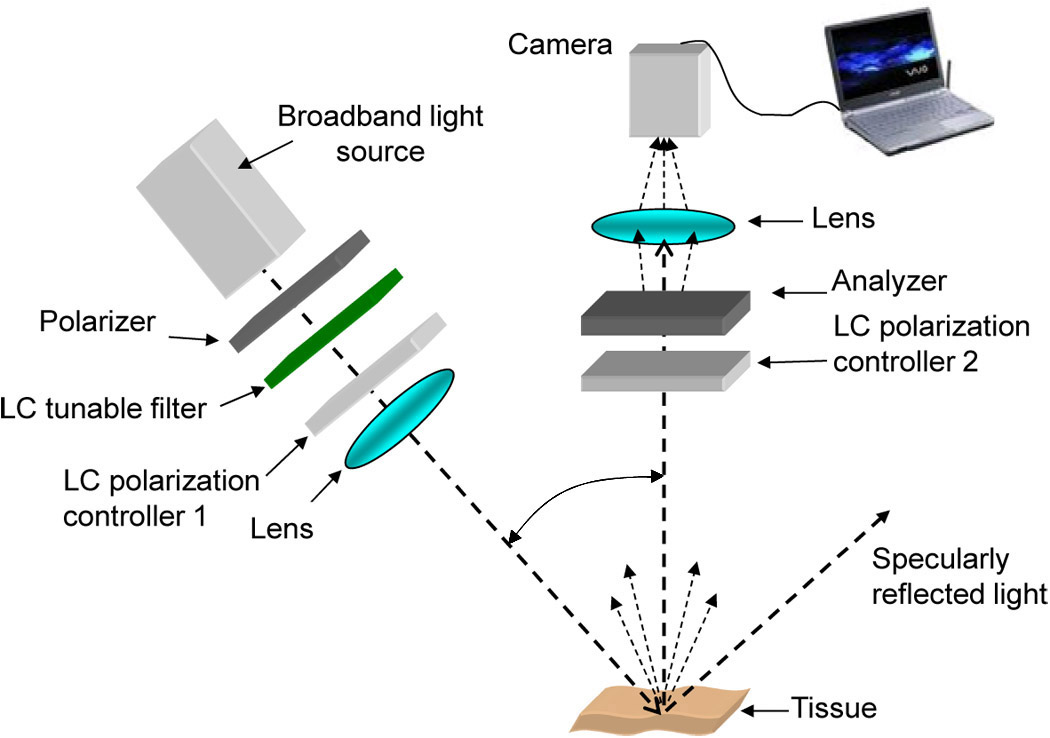 Camera
Broadband light
source
Lens
Analyzer
Polarizer
LC polarization
controller 2
LC tunable filter
LC polarization
controller 1
Lens
Specularly
reflected light
Tissue
VAIO